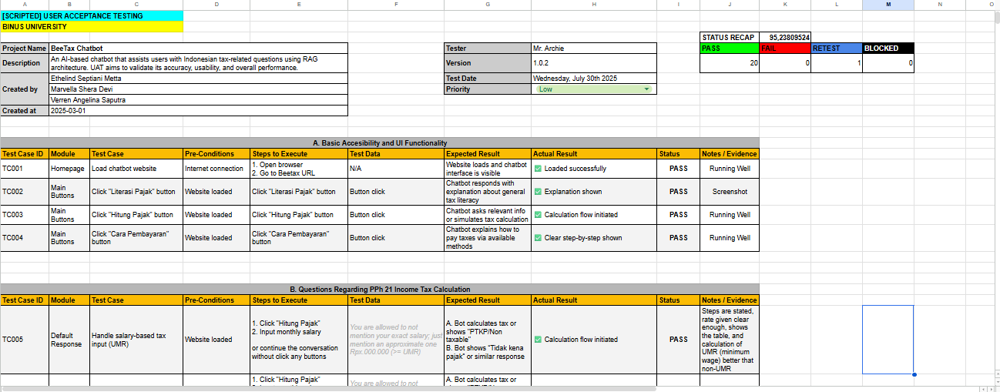 A B C D E F G H I J K L M N O
[SCRIPTED] USER ACCEPTANCE TESTING
BINUS UNIVERSITY
STATUS RECAP 95,23809524
Project Name BeeTax Chatbot Tester Mr. Archie PASS FAIL RETEST BLOCKED
Description An AI-based chatbot that assists users with Indonesian tax-related questions using RAG
architecture. UAT aims to validate its accuracy, usability, and overall performance.
Version 1.0.2 20 0 1 0
Created by Ethelind Septiani Metta Test Date Wednesday, July 30th 2025
Marvella Shera Devi Priority Low
Verren Angelina Saputra
Created at 2025-03-01
A. Basic Accesibility and UI Functionality
Test Case ID Module Test Case Pre-Conditions Steps to Execute Test Data Expected Result Actual Result Status Notes / Evidence
TC001 Homepage Load chatbot website Internet connection
1. Open browser
2. Go to Beetax URL
N/A
Website loads and chatbot
interface is visible
✅ Loaded successfully PASS Running Well
TC002
Main
Buttons
Click "Literasi Pajak" button Website loaded Click "Literasi Pajak" button Button click
Chatbot responds with
explanation about general
tax literacy
✅ Explanation shown PASS Screenshot
TC003
Main
Buttons
Click "Hitung Pajak" button Website loaded Click "Hitung Pajak" button Button click
Chatbot asks relevant info
or simulates tax calculation
✅ Calculation flow initiated PASS Running Well
TC004
Main
Buttons
Click "Cara Pembayaran"
button
Website loaded
Click "Cara Pembayaran"
button
Button click
Chatbot explains how to
pay taxes via available
methods
✅ Clear step-by-step shown PASS Running Well
B. Questions Regarding PPh 21 Income Tax Calculation
Test Case ID Module Test Case Pre-Conditions Steps to Execute Test Data Expected Result Actual Result Status Notes / Evidence
TC005
Default
Response
Handle salary-based tax
input (UMR)
Website loaded
1. Click "Hitung Pajak"
2. Input monthly salary
or continue the conversation
without click any buttons
You are allowed to not
mention your exact salary; just
mention an approximate one
Rpx.000.000 (>= UMR)
A. Bot calculates tax or
shows "PTKP/Non
taxable"
B. Bot shows "Tidak kena
pajak" or similar response
✅ Calculation flow initiated PASS
Steps are stated,
rate given clear
enough, shows
the table, and
calculation of
UMR (minimum
wage) better that
non-UMR
1. Click "Hitung Pajak"
You are allowed to not
A. Bot calculates tax or